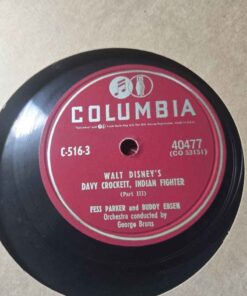 COLUMBIA
C-516-3
40477
(CO 53151)
WALT DISNEY'S
DAVY CROCKETT, INDIAN FIGHTER
(Part III)
FESS PARKER and BUDDY EBSEN
Orchestra conducted by
George Bruns